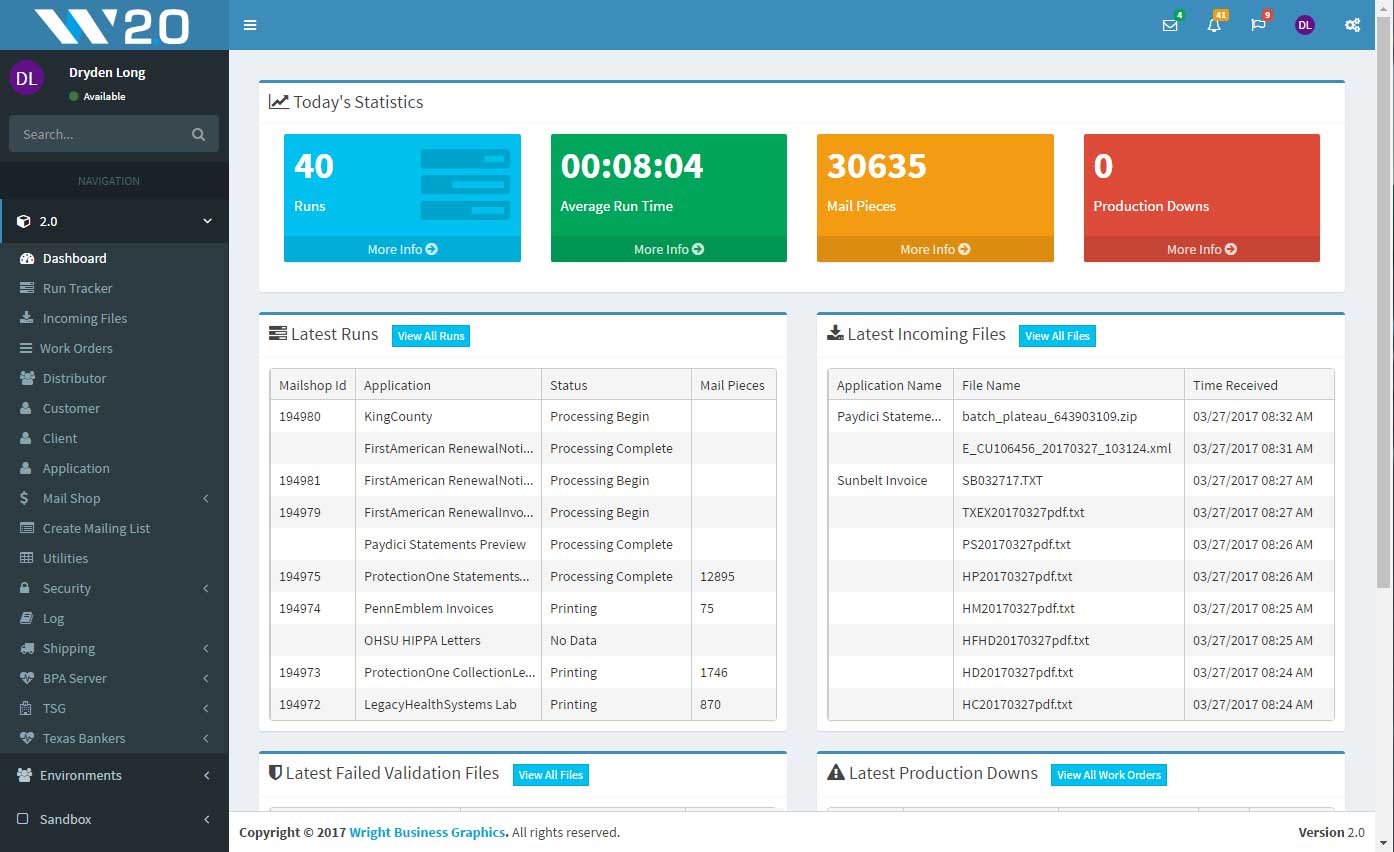 W2.0
4
41
9
DL
DL
Dryden Long
Available
Search...
NAVIGATION
2.0
Dashboard
Run Tracker
Incoming Files
Work Orders
Distributor
Customer
Client
Application
Mail Shop
Create Mailing List
Utilities
Security
Log
Shipping
BPA Server
TSG
Texas Bankers
Environments
Sandbox
Today's Statistics
40
Runs
More Info
00:08:04
Average Run Time
More Info
30635
Mail Pieces
More Info
0
Production Downs
More Info
Latest Runs View All Runs
Mailshop Id Application Status Mail Pieces
194980 KingCounty Processing Begin
FirstAmerican RenewalNoti... Processing Complete
194981 FirstAmerican RenewalNoti... Processing Begin
194979 FirstAmerican RenewalInvo... Processing Begin
Paydici Statements Preview Processing Complete
194975 ProtectionOne Statements... Processing Complete 12895
194974 PennEmblem Invoices Printing 75
OHSU HIPPA Letters No Data
194973 ProtectionOne CollectionLe... Printing 1746
194972 LegacyHealthSystems Lab Printing 870
Latest Incoming Files View All Files
Application Name File Name Time Received
Paydici Stateme... batch_plateau_643903109.zip 03/27/2017 08:32 AM
E_CU106456_20170327_103124.xml 03/27/2017 08:31 AM
Sunbelt Invoice SB032717.TXT 03/27/2017 08:27 AM
TXEX20170327pdf.txt 03/27/2017 08:27 AM
PS20170327pdf.txt 03/27/2017 08:26 AM
HP20170327pdf.txt 03/27/2017 08:26 AM
HM20170327pdf.txt 03/27/2017 08:25 AM
HFHD20170327pdf.txt 03/27/2017 08:25 AM
HD20170327pdf.txt 03/27/2017 08:24 AM
HC20170327pdf.txt 03/27/2017 08:24 AM
Latest Failed Validation Files View All Files
Latest Production Downs View All Work Orders
Copyright © 2017 Wright Business Graphics. All rights reserved.
Version 2.0